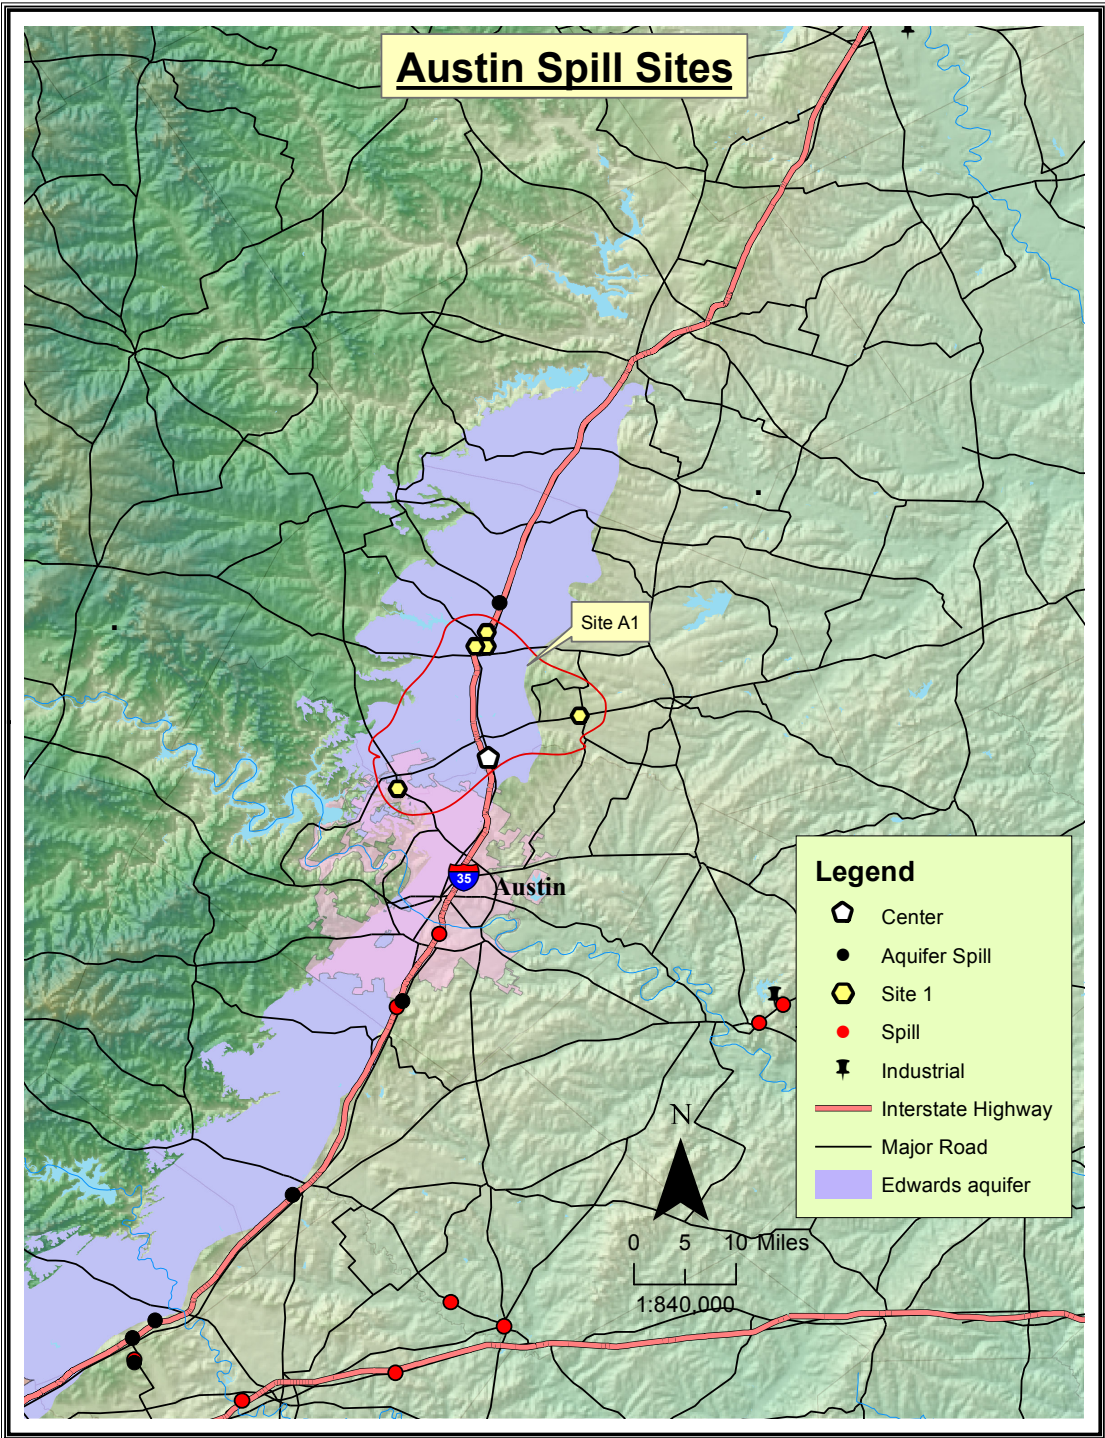 Austin Spill Sites
Site A1
35
Austin
Legend
Center
Aquifer Spill
Site 1
Spill
Industrial
Interstate Highway
Major Road
Edwards aquifer
N
0 5 10 Miles
1:840,000